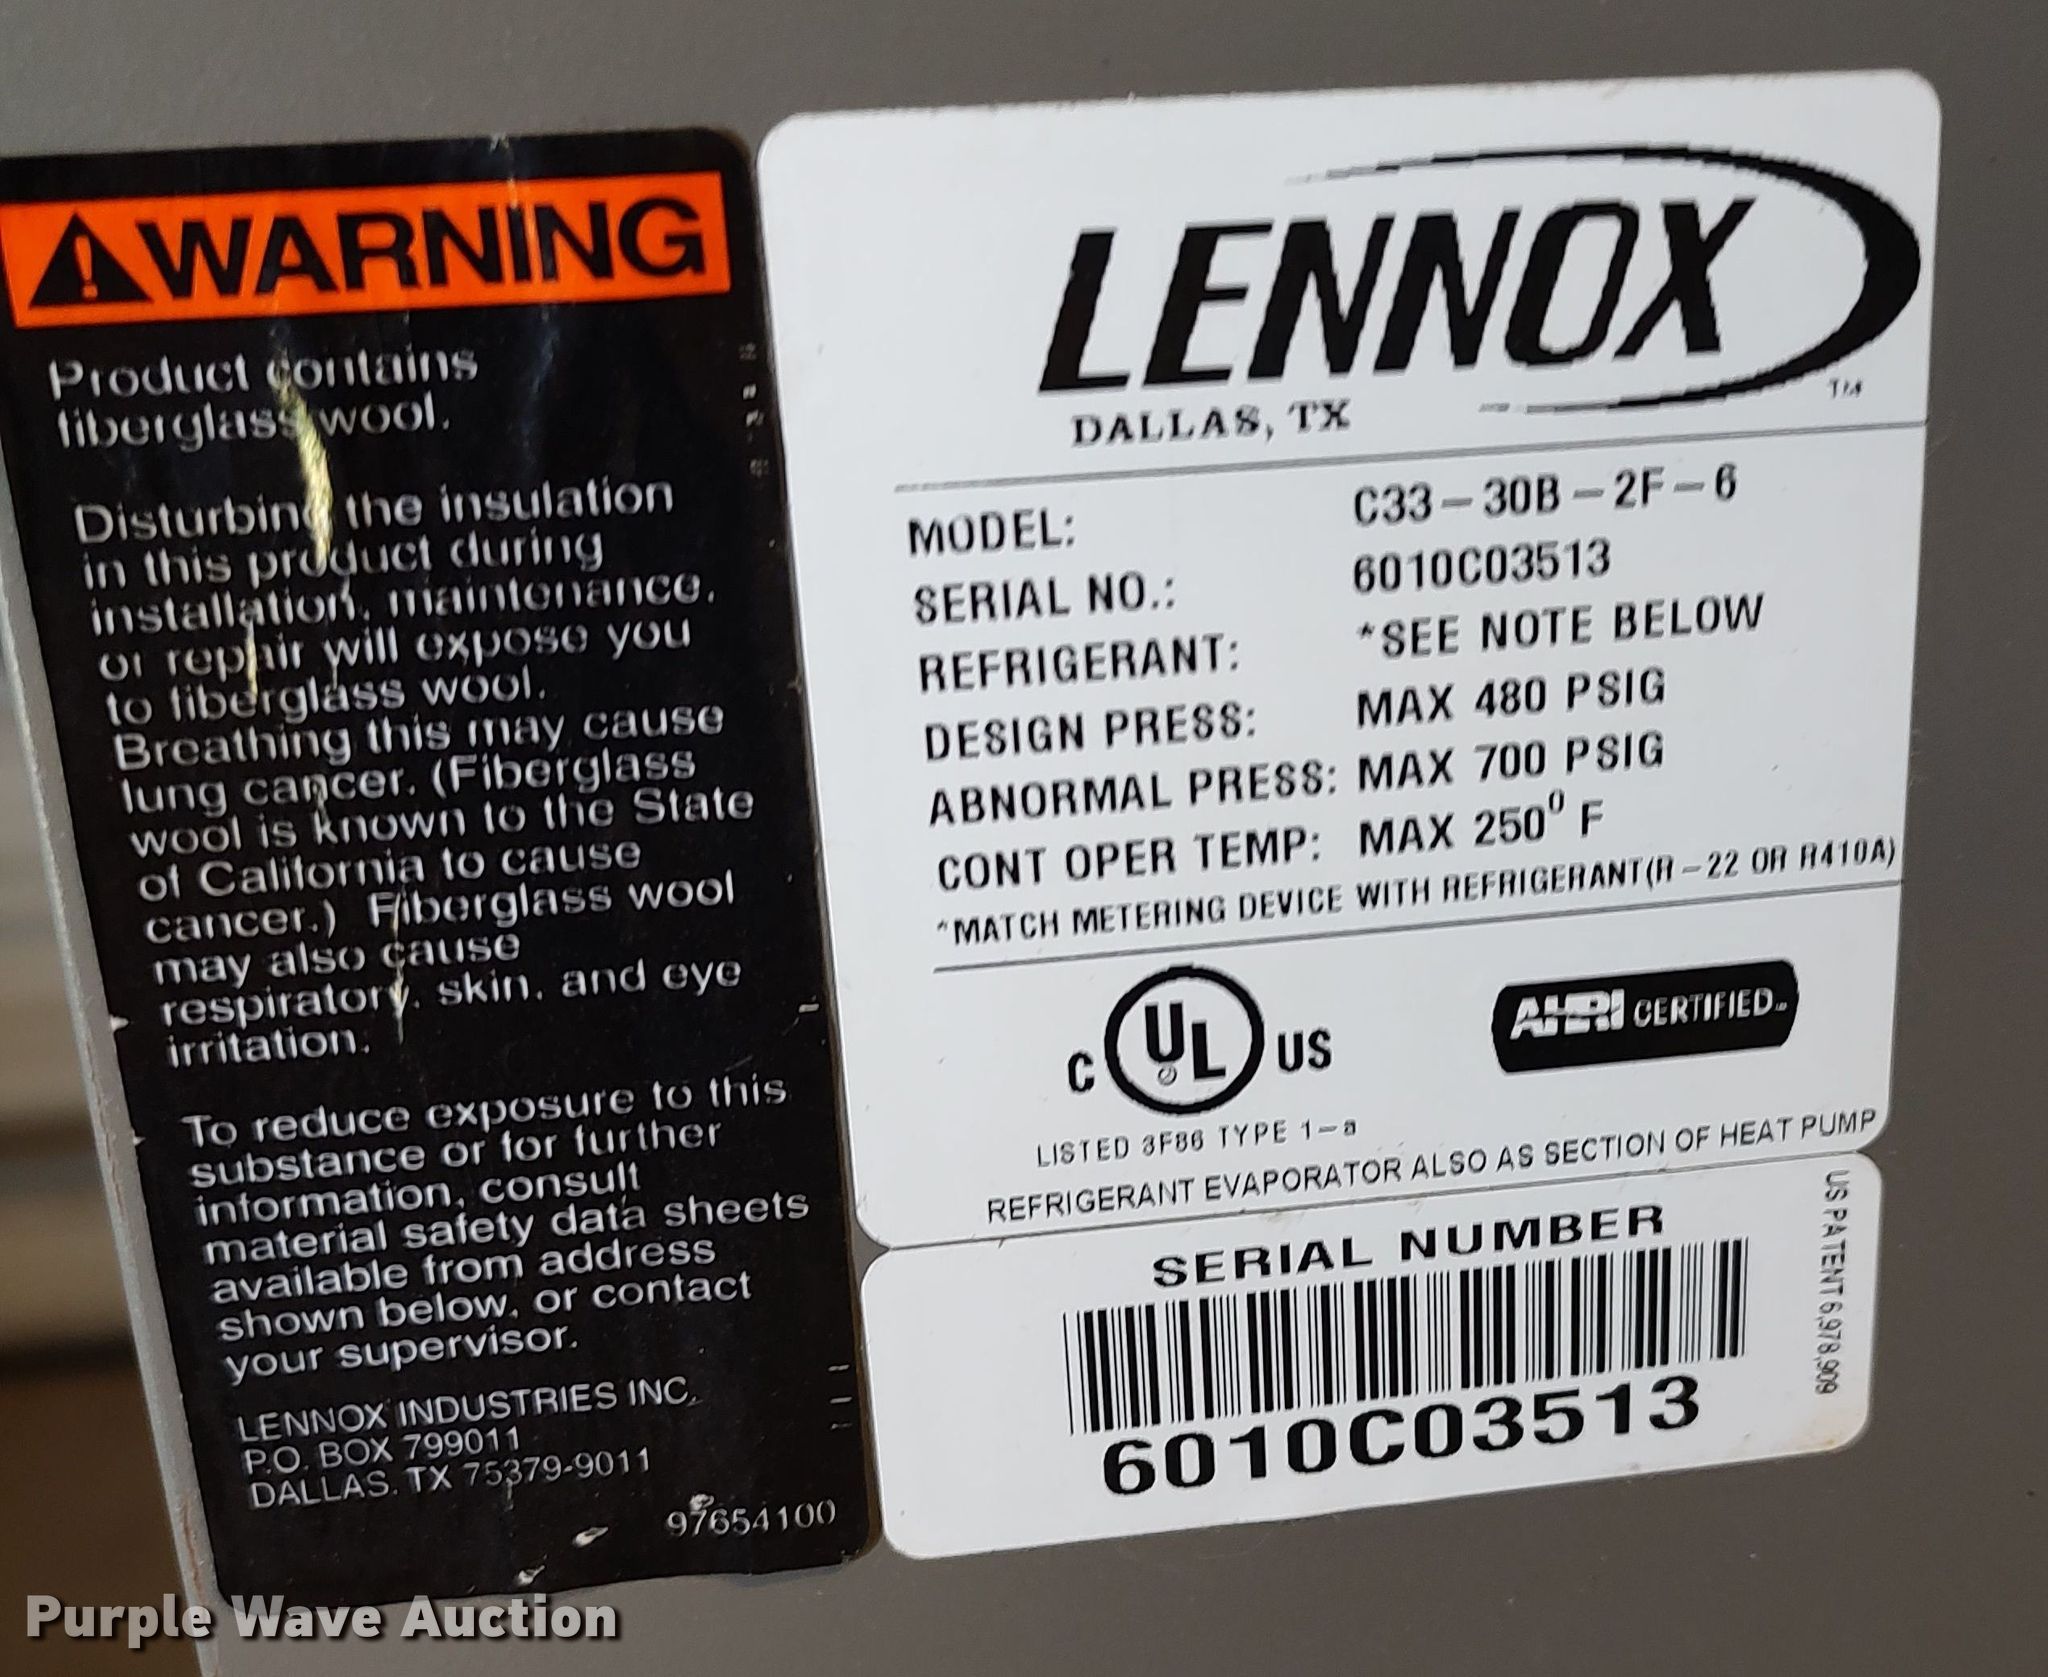 WARNING
Product contains
fiberglass wool.
Disturbing the insulation
in this product during
installation, maintenance,
or repair will expose you
to fiberglass wool.
Breathing this may cause
lung cancer. (Fiberglass
wool is known to the State
of California to cause
cancer.) Fiberglass wool
may also cause
respiratory, skin, and eye
irritation.
To reduce exposure to this
substance or for further
information, consult
material safety data sheets
available from address
shown below, or contact
your supervisor.
LENNOX INDUSTRIES INC.
P.O. BOX 799011
DALLAS, TX 75379-9011
97654100
LENNOX
TM
DALLAS, TX
MODEL: C33-30B-2F-6
SERIAL NO.: 6010C03513
REFRIGERANT: *SEE NOTE BELOW
DESIGN PRESS: MAX 480 PSIG
ABNORMAL PRESS: MAX 700 PSIG
CONT OPER TEMP: MAX 250⁰ F
*MATCH METERING DEVICE WITH REFRIGERANT(R-22 OR R410A)
C UL US
AHRI CERTIFIED
LISTED 3F86 TYPE 1-a
REFRIGERANT EVAPORATOR ALSO AS SECTION OF HEAT PUMP
SERIAL NUMBER
6010C03513
US PATENT 6,978,909
Purple Wave Auction